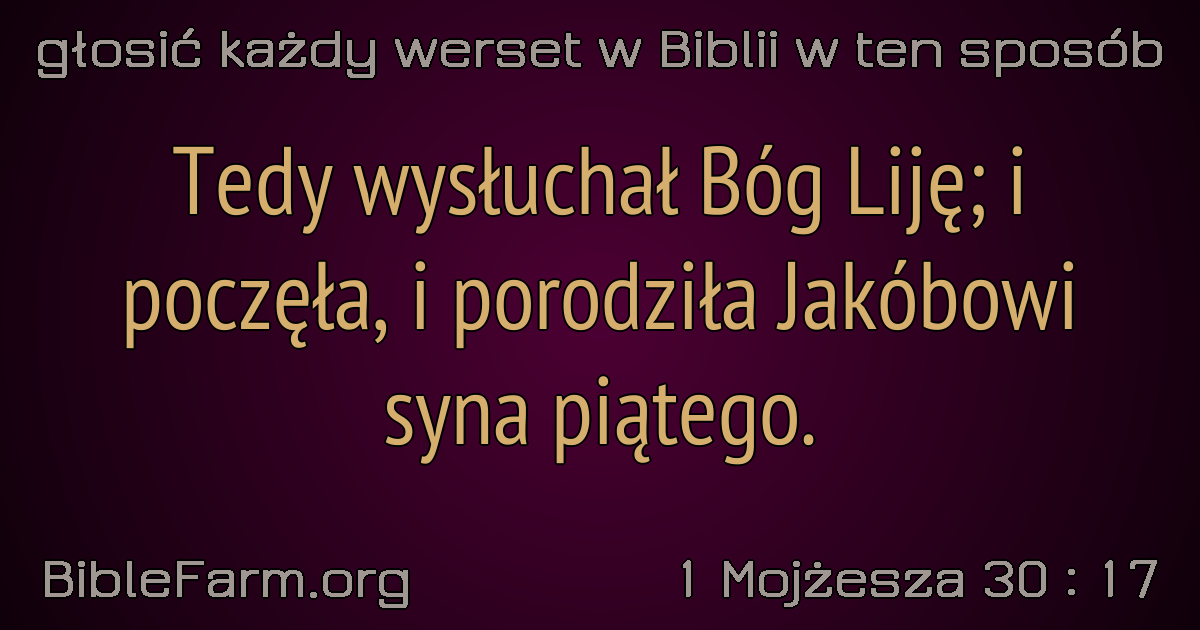 głosić każdy werset w Biblii w ten sposób
Tedy wysłuchał Bóg Liję; i
poczęła, i porodziła Jakóbowi
syna piątego.
BibleFarm.org
1 Mojżesza 30 : 17